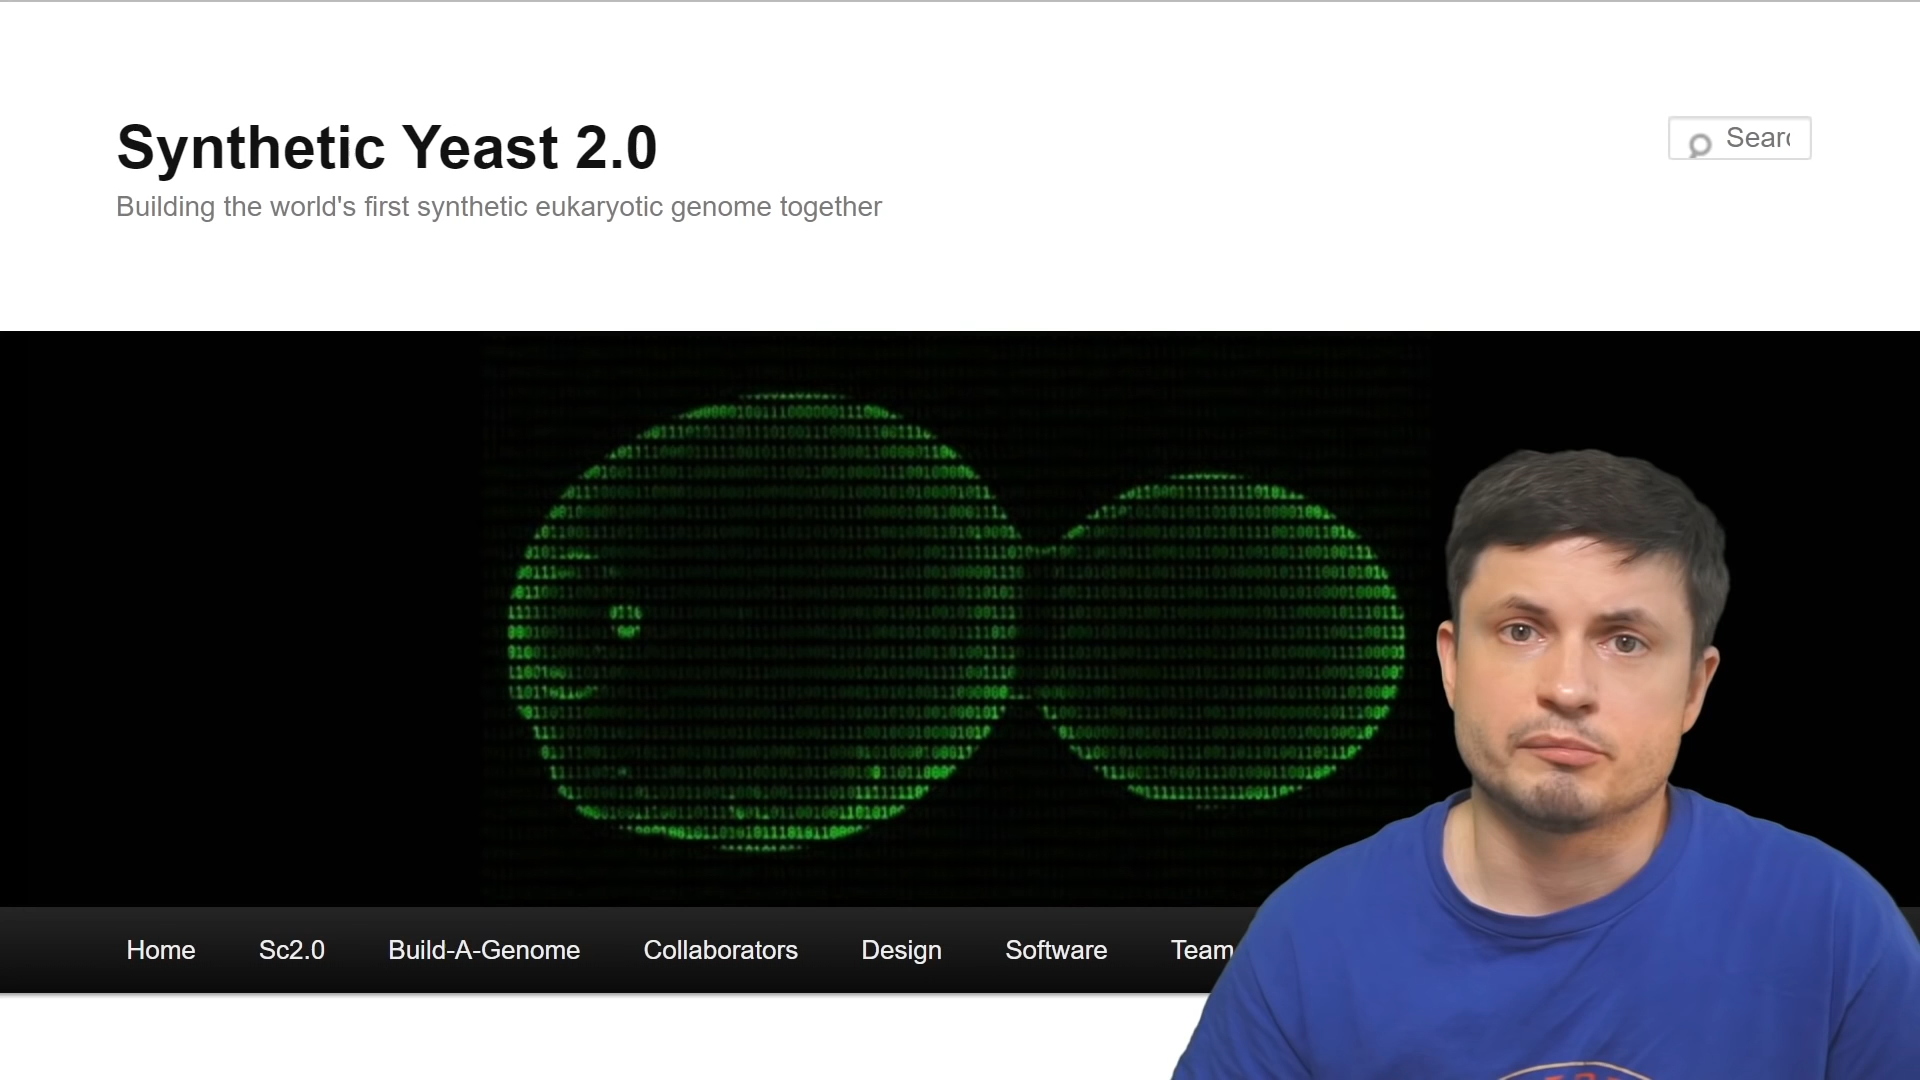 Synthetic Yeast 2.0
Sear
Building the world's first synthetic eukaryotic genome together
Home Sc2.0 Build-A-Genome Collaborators Design Software Team